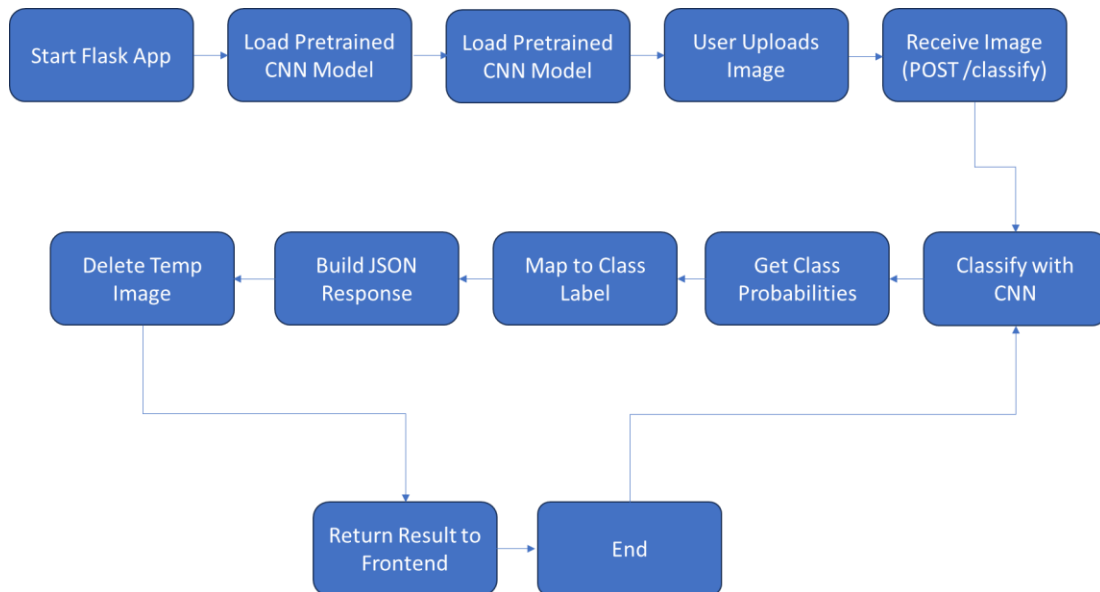 Start Flask App
Load Pretrained
CNN Model
Load Pretrained
CNN Model
User Uploads
Image
Receive Image
(POST /classify)
Classify with
CNN
Get Class
Probabilities
Map to Class
Label
Build JSON
Response
Delete Temp
Image
Return Result to
Frontend
End